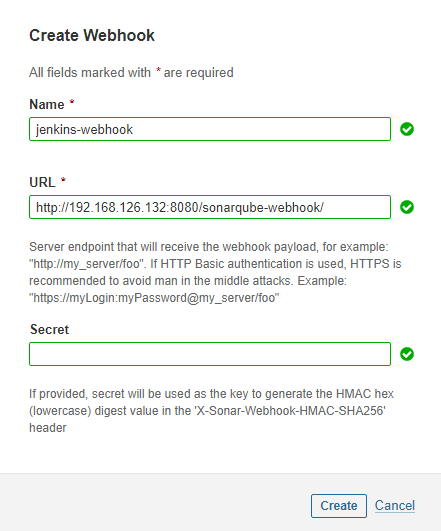 Create Webhook
All fields marked with * are required
Name *
jenkins-webhook
URL *
http://192.168.126.132:8080/sonarqube-webhook/
Server endpoint that will receive the webhook payload, for example:
"http://my_server/foo". If HTTP Basic authentication is used, HTTPS is
recommended to avoid man in the middle attacks. Example:
"https://myLogin:myPassword@my_server/foo"
Secret
If provided, secret will be used as the key to generate the HMAC hex
(lowercase) digest value in the 'X-Sonar-Webhook-HMAC-SHA256'
header
Create Cancel